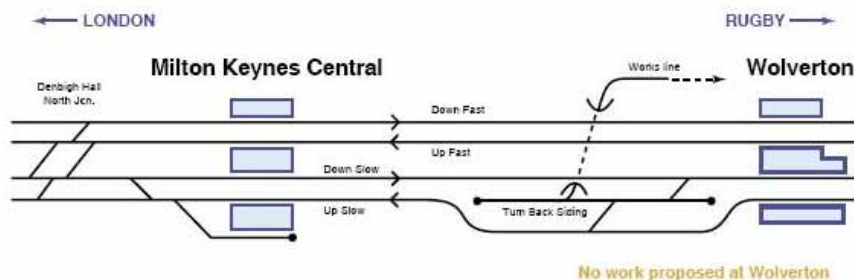 LONDON
RUGBY
Milton Keynes Central
Works line
Wolverton
Denbigh Hall
North Jcn.
Down Fast
Up Fast
Down Slow
Up Slow
Turn Back Siding
No work proposed at Wolverton